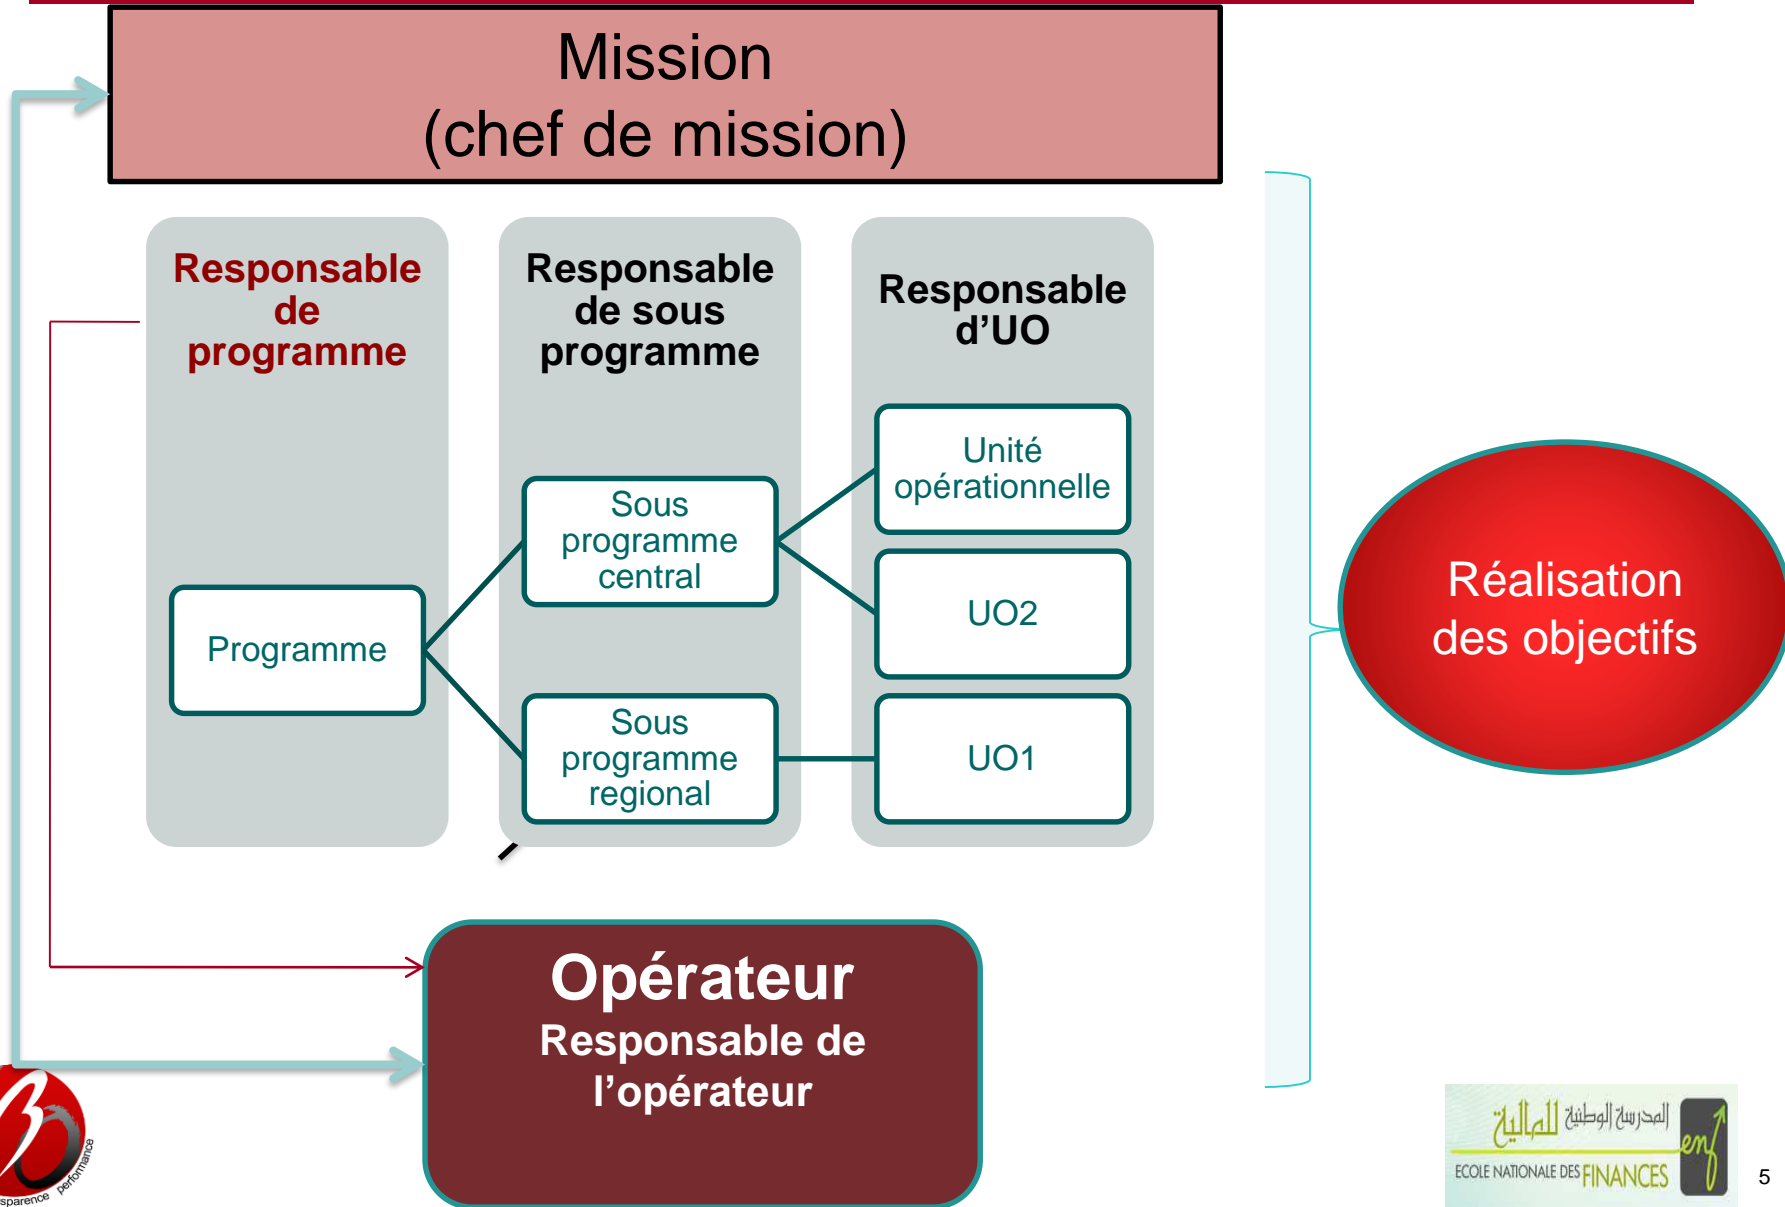 Mission
(chef de mission)
Responsable
de
programme
Responsable
de sous
programme
Responsable
d’UO
Programme
Sous
programme
central
Sous
programme
regional
Unité
opérationnelle
UO2
UO1
Réalisation
des objectifs
Opérateur
Responsable de
l’opérateur
performance
المدرسة الوطنية للمالية
enf
ECOLE NATIONALE DES FINANCES
5